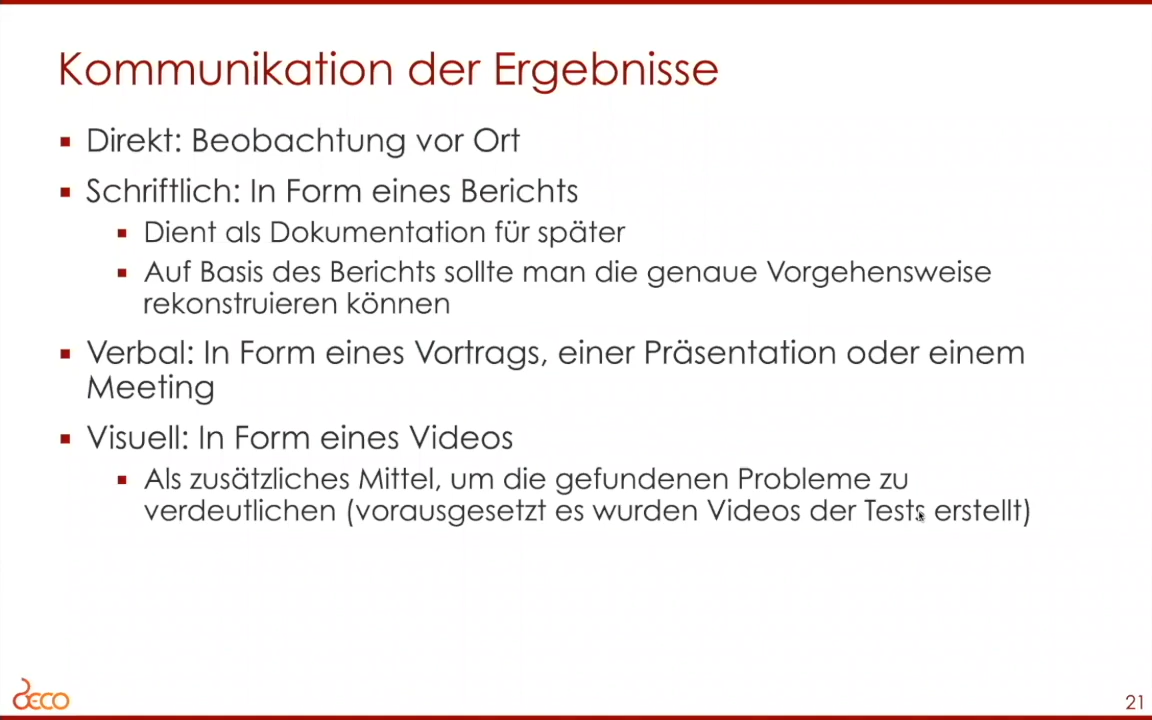 Kommunikation der Ergebnisse
▪ Direkt: Beobachtung vor Ort
▪ Schriftlich: In Form eines Berichts
▪ Dient als Dokumentation für später
▪ Auf Basis des Berichts sollte man die genaue Vorgehensweise
rekonstruieren können
▪ Verbal: In Form eines Vortrags, einer Präsentation oder einem
Meeting
▪ Visuell: In Form eines Videos
▪ Als zusätzliches Mittel, um die gefundenen Probleme zu
verdeutlichen (vorausgesetzt es wurden Videos der Tests erstellt)
DECO
21